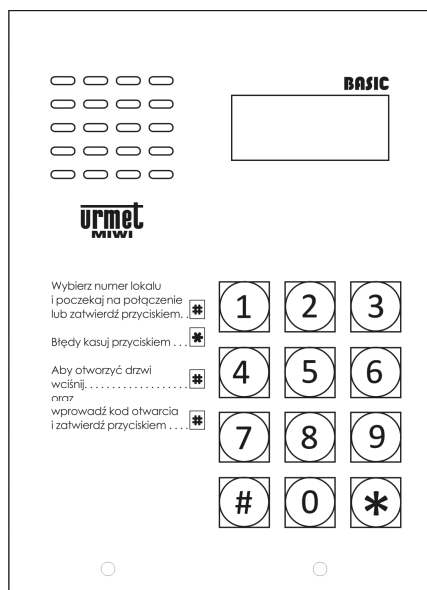 BASIC
urmet
MIWI
Wybierz numer lokalu
i poczekaj na połączenie
lub zatwierdź przyciskiem. . #
Błędy kasuj przyciskiem . . . *
Aby otworzyć drzwi
wciśnij. . . . . . . . . . . . . . . . . . #
oraz
wprowadź kod otwarcia
i zatwierdź przyciskiem . . . . #
1 2 3
4 5 6
7 8 9
# 0 *